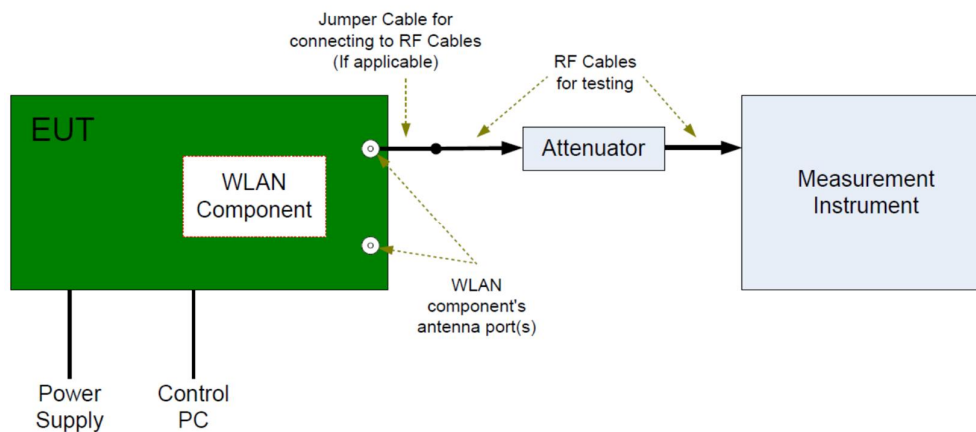 Jumper Cable for
connecting to RF Cables
(If applicable)
RF Cables
for testing
EUT
WLAN
Component
Attenuator
Measurement
Instrument
WLAN
component's
antenna port(s)
Power
Supply
Control
PC